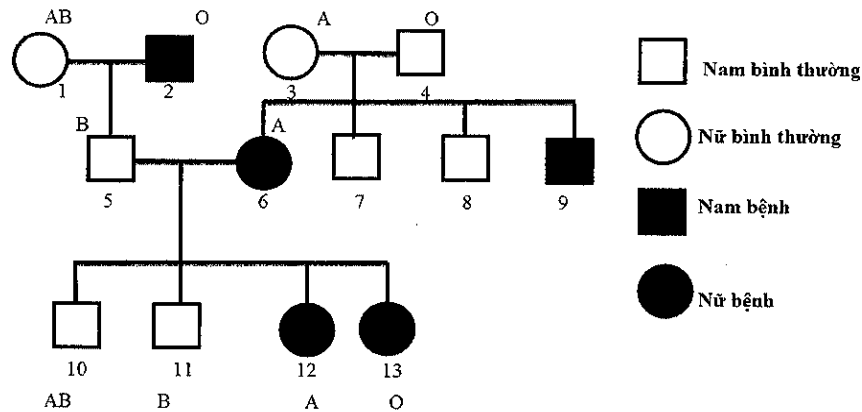 AB O A O
1 2 3 4
B A
5 6 7 8 9
10 11 12 13
AB B A O
Nam bình thường
Nữ bình thường
Nam bệnh
Nữ bệnh